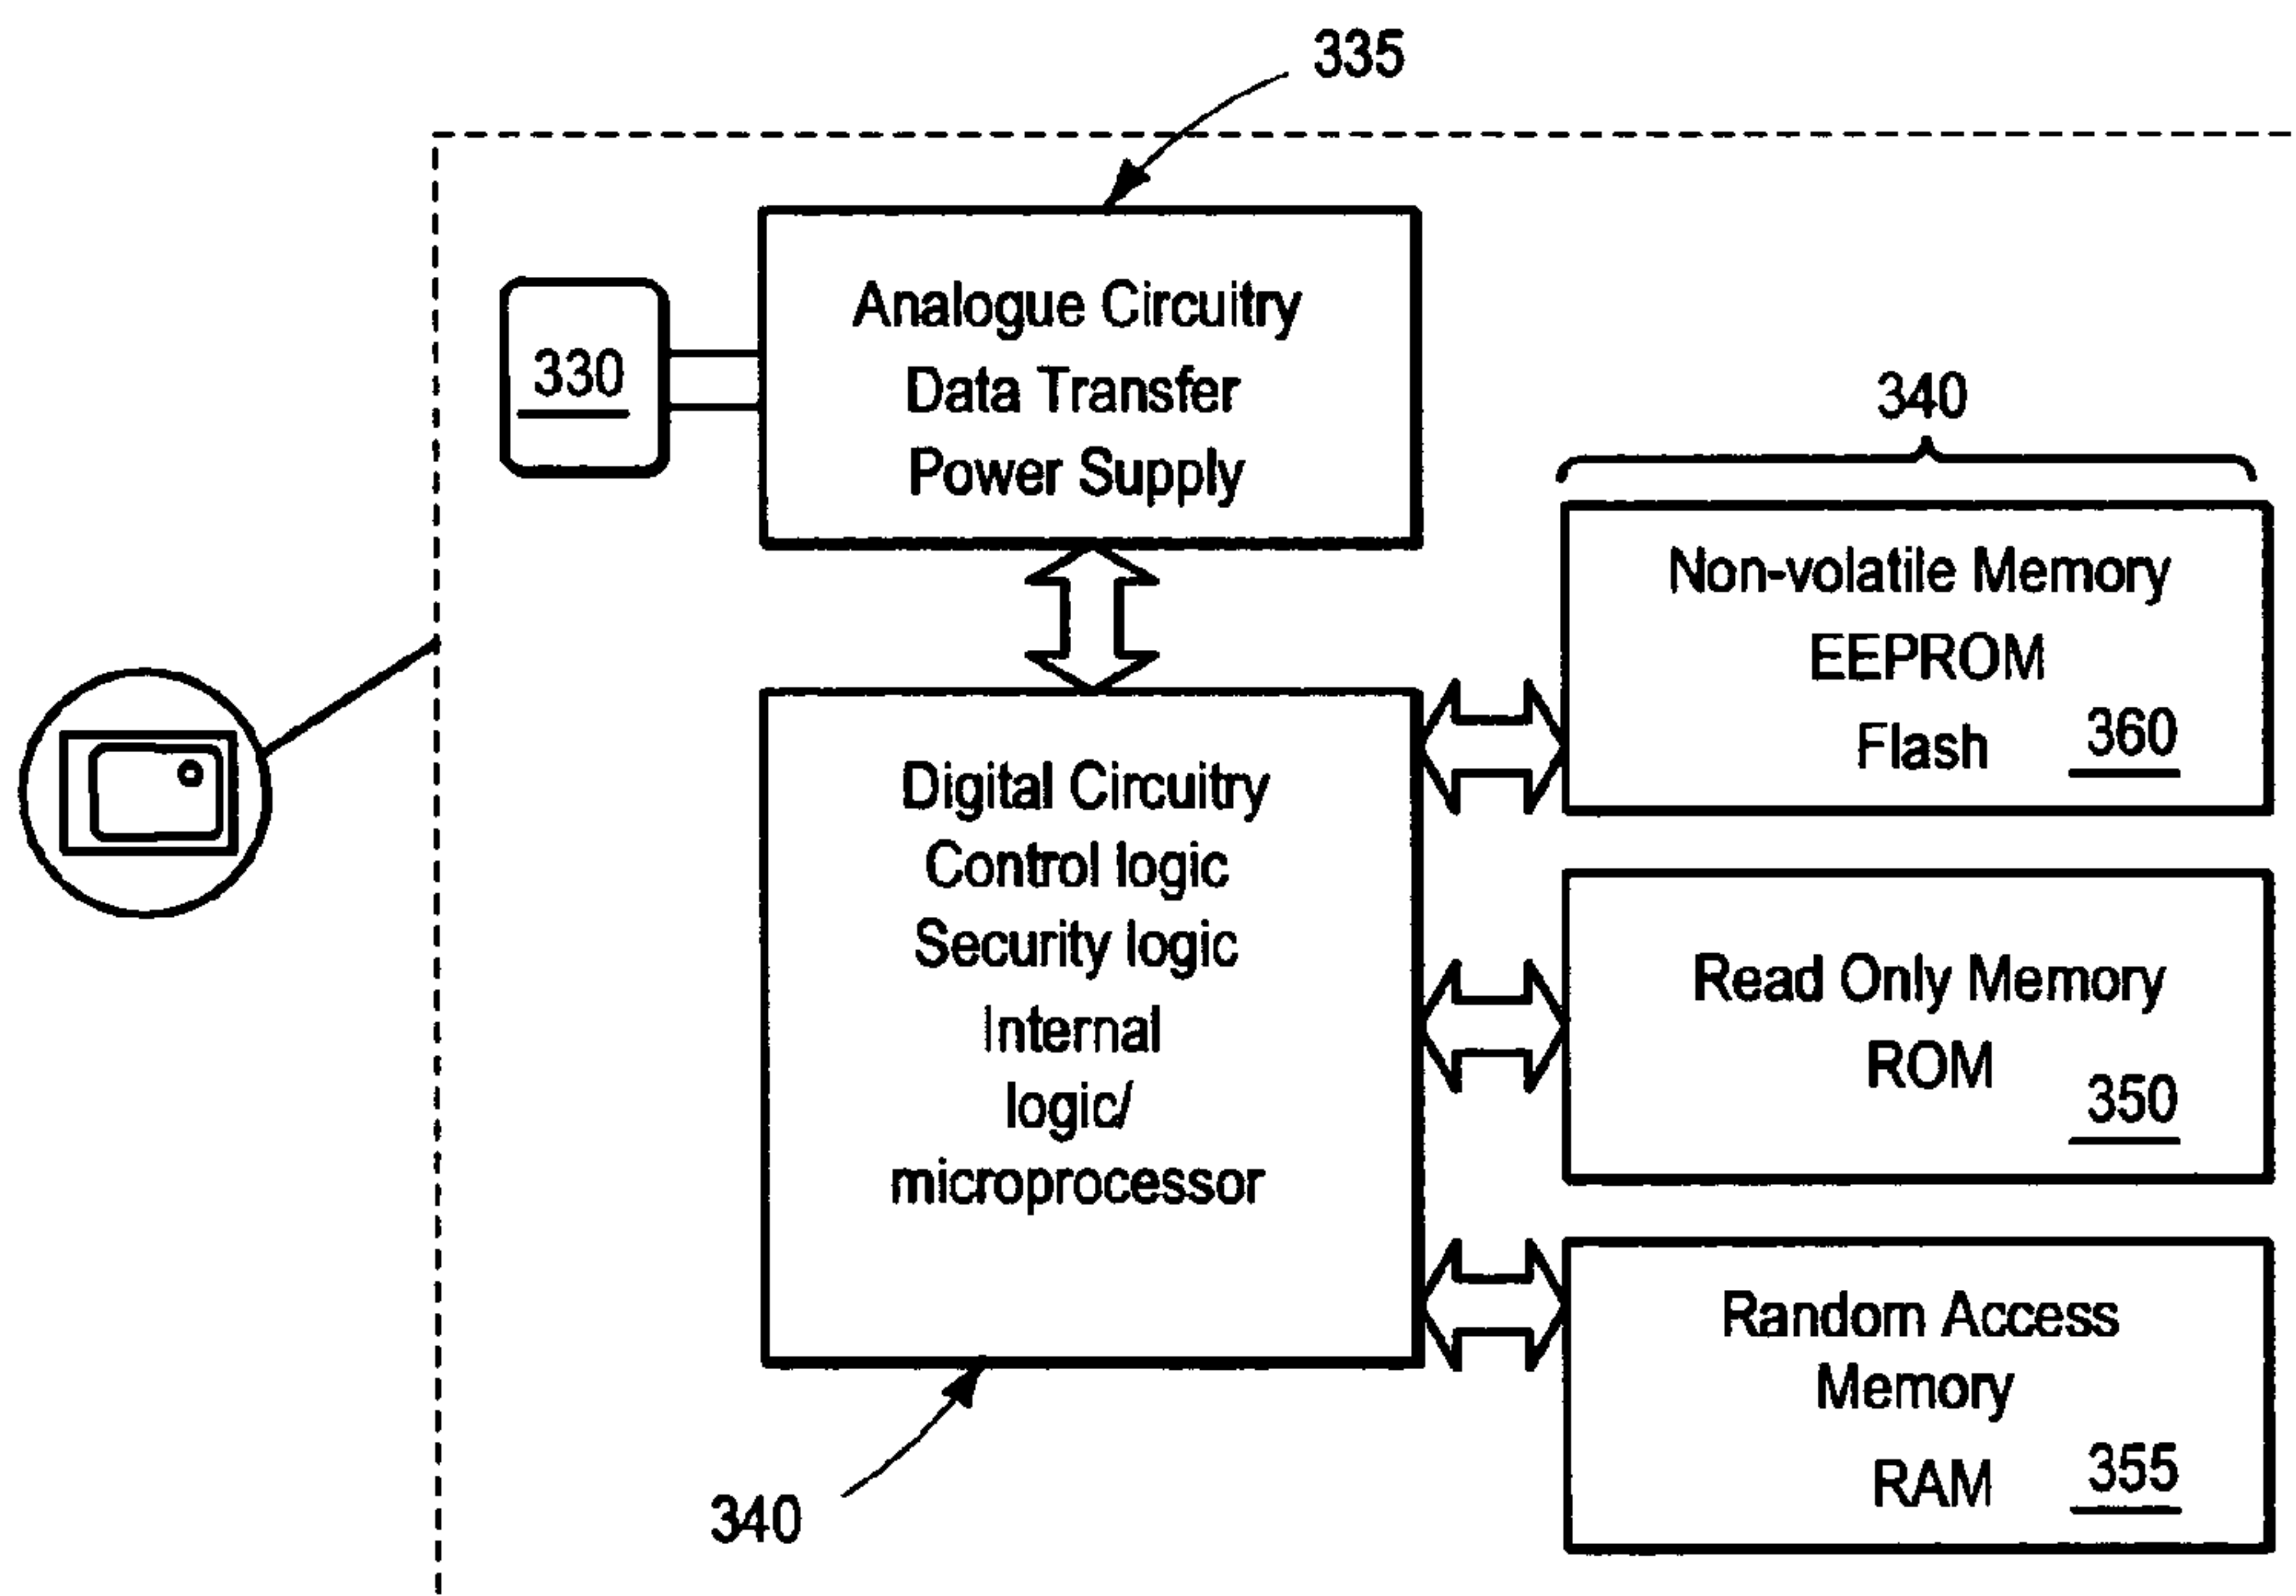 335
Analogue Circuitry
Data Transfer
Power Supply
330
340
Non-volatile Memory
EEPROM
Flash 360
Digital Circuitry
Control logic
Security logic
Internal
logic/
microprocessor
Read Only Memory
ROM
350
Random Access
Memory
RAM 355
340